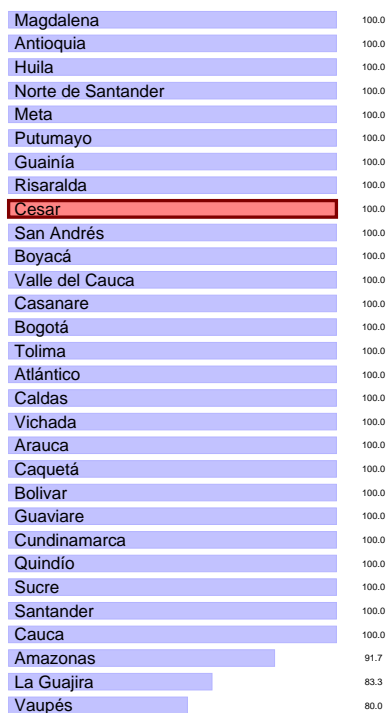 Magdalena 100.0
Antioquia 100.0
Huila 100.0
Norte de Santander 100.0
Meta 100.0
Putumayo 100.0
Guainía 100.0
Risaralda 100.0
Cesar 100.0
San Andrés 100.0
Boyacá 100.0
Valle del Cauca 100.0
Casanare 100.0
Bogotá 100.0
Tolima 100.0
Atlántico 100.0
Caldas 100.0
Vichada 100.0
Arauca 100.0
Caquetá 100.0
Bolivar 100.0
Guaviare 100.0
Cundinamarca 100.0
Quindío 100.0
Sucre 100.0
Santander 100.0
Cauca 100.0
Amazonas 91.7
La Guajira 83.3
Vaupés 80.0